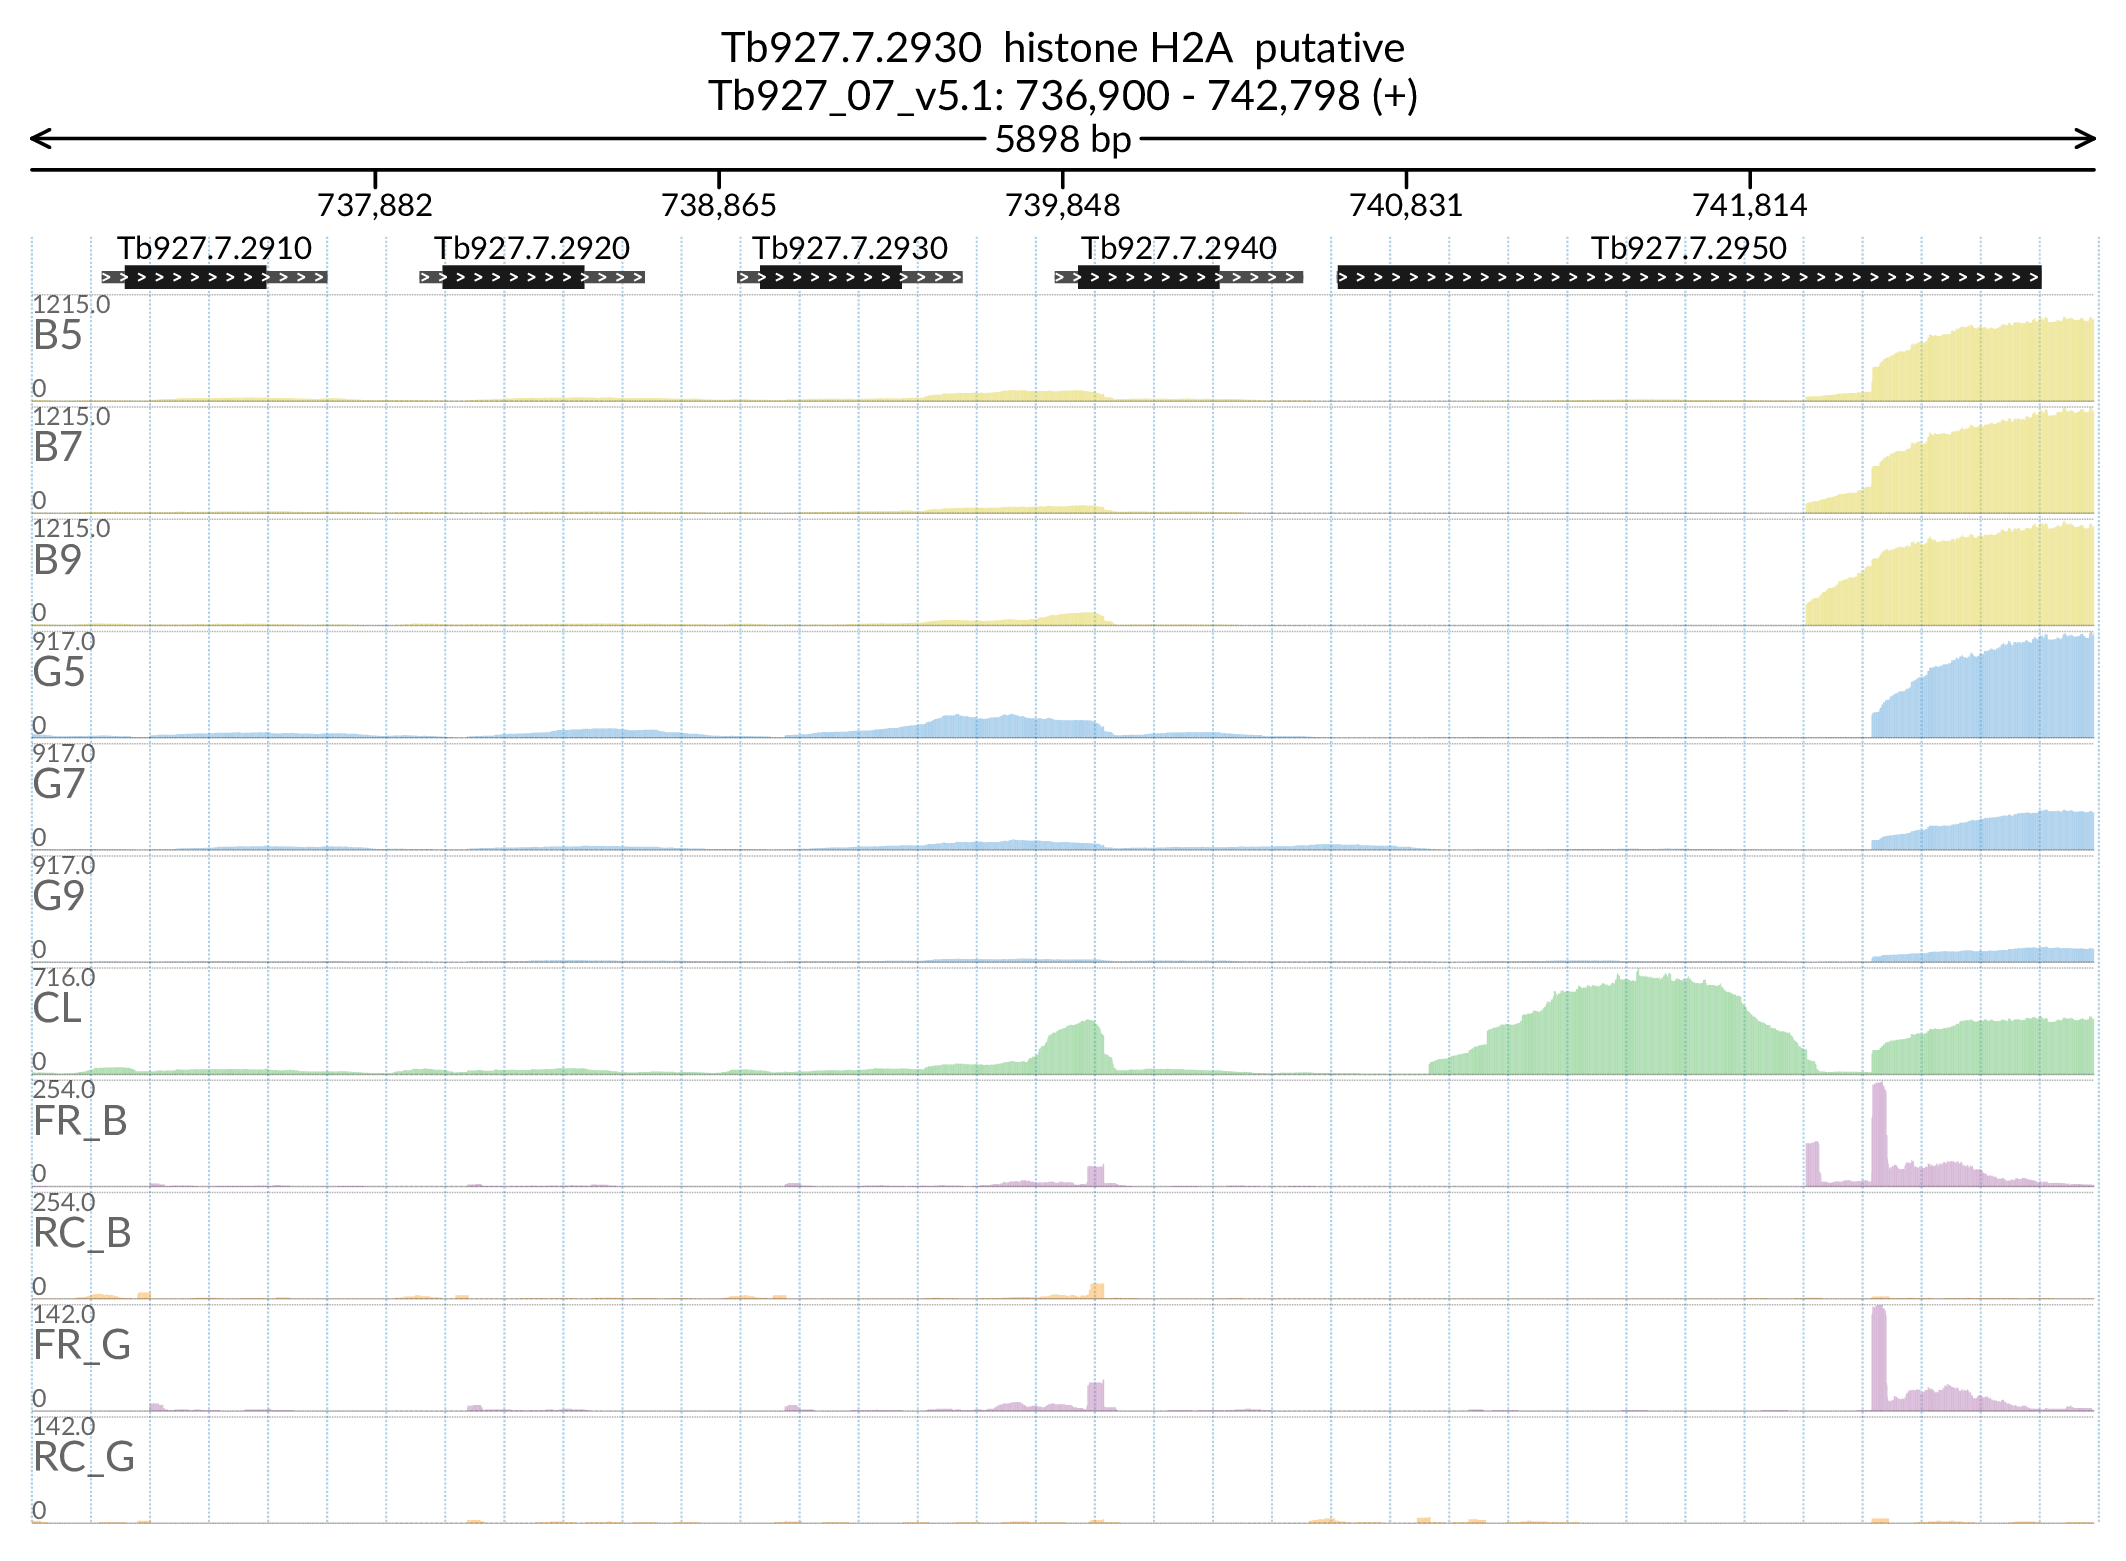 Tb927.7.2930 histone H2A putative
Tb927_07_v5.1: 736,900 - 742,798 (+)
5898 bp
737,882 738,865 739,848 740,831 741,814
Tb927.7.2910 Tb927.7.2920 Tb927.7.2930 Tb927.7.2940 Tb927.7.2950
1215.0
B5
0
1215.0
B7
0
1215.0
B9
0
917.0
G5
0
917.0
G7
0
917.0
G9
0
716.0
CL
0
254.0
FR_B
0
254.0
RC_B
0
142.0
FR_G
0
142.0
RC_G
0